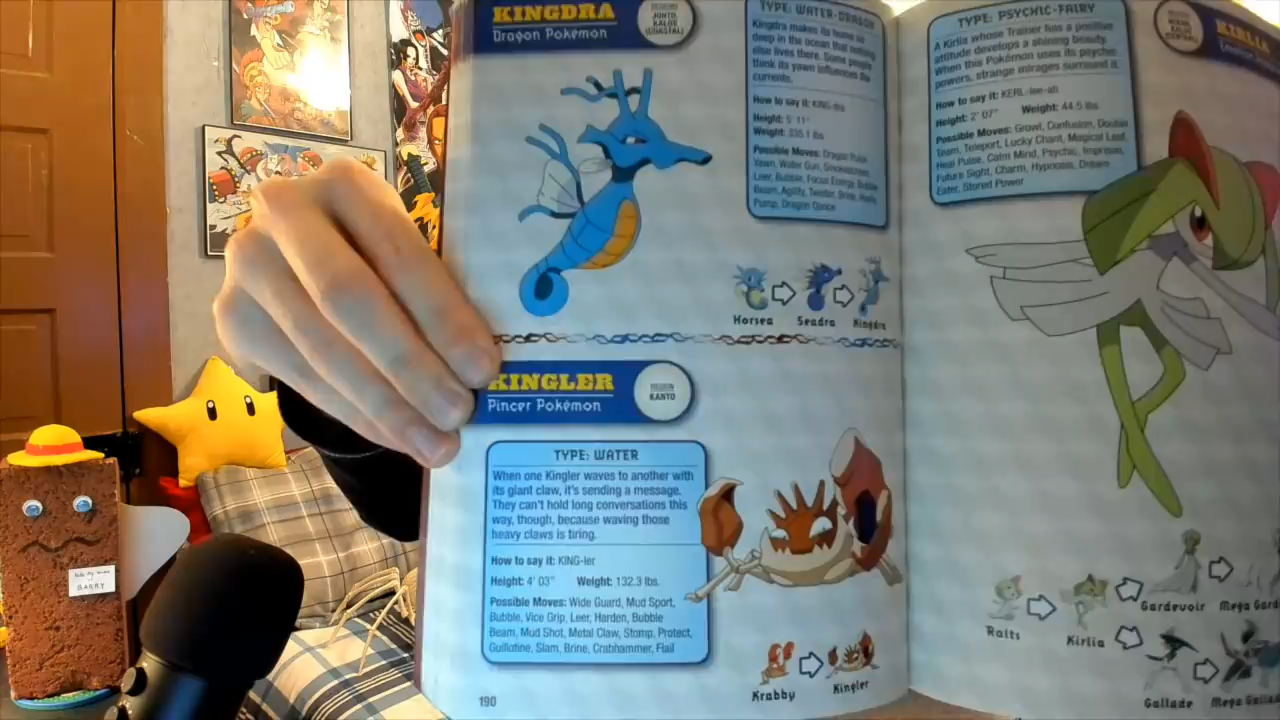 KINGDRA
Dragon Pokémon
JOHTO,
KALOS
(COASTAL)
TYPE: WATER-DRAGON
Kingdra makes its home so
deep in the ocean that nothing
else lives there. Some people
think its yawn influences the
currents.
How to say it: KING-dra
Height: 5' 11"
Weight: 335.1 lbs
Possible Moves: Dragon Pulse
Yawn, Water Gun, Smokescreen,
Leer, Bubble, Focus Energy, Bubble
Beam, Agility, Twister, Brine, Hydro
Pump, Dragon Dance
Horsea
Seadra
Kingdra
KINGLER
Pincer Pokémon
REGION
KANTO
TYPE: WATER
When one Kingler waves to another with
its giant claw, it's sending a message.
They can't hold long conversations this
way, though, because waving those
heavy claws is tiring.
How to say it: KING-ler
Height: 4' 03" Weight: 132.3 lbs.
Possible Moves: Wide Guard, Mud Sport,
Bubble, Vice Grip, Leer, Harden, Bubble
Beam, Mud Shot, Metal Claw, Stomp, Protect,
Guillotine, Slam, Brine, Crabhammer, Flail
Krabby
Kingler
190
TYPE: PSYCHIC-FAIRY
A Kirlia whose Trainer has a positive
attitude develops a shining beauty.
When this Pokémon uses its psychic
powers, strange mirages surround it.
How to say it: KERL-lee-ah
Height: 2' 07" Weight: 44.5 lbs
Possible Moves: Growl, Confusion, Double
Team, Teleport, Lucky Chant, Magical Leaf,
Heal Pulse, Calm Mind, Psychic, Imprison,
Future Sight, Charm, Hypnosis, Dream
Eater, Stored Power
KIRLIA
Ralts
Kirlia
Gardevoir
Mega Gard
Gallade
Mega Galla
BARRY